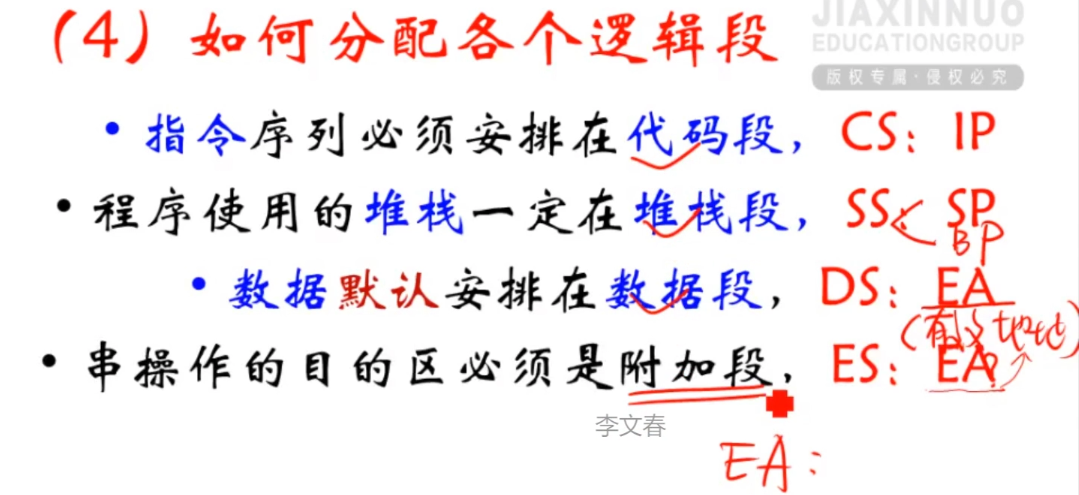 JIAXINNUO
EDUCATIONGROUP
版权专属·侵权必究
(4) 如何分配各个逻辑段
• 指令序列必须安排在代码段, CS: IP
• 程序使用的堆栈一定在堆栈段, SS: SP
BP
• 数据默认安排在数据段, DS: EA
(有效地址)
• 串操作的目的区必须是附加段, ES: EA
李文春
EA: